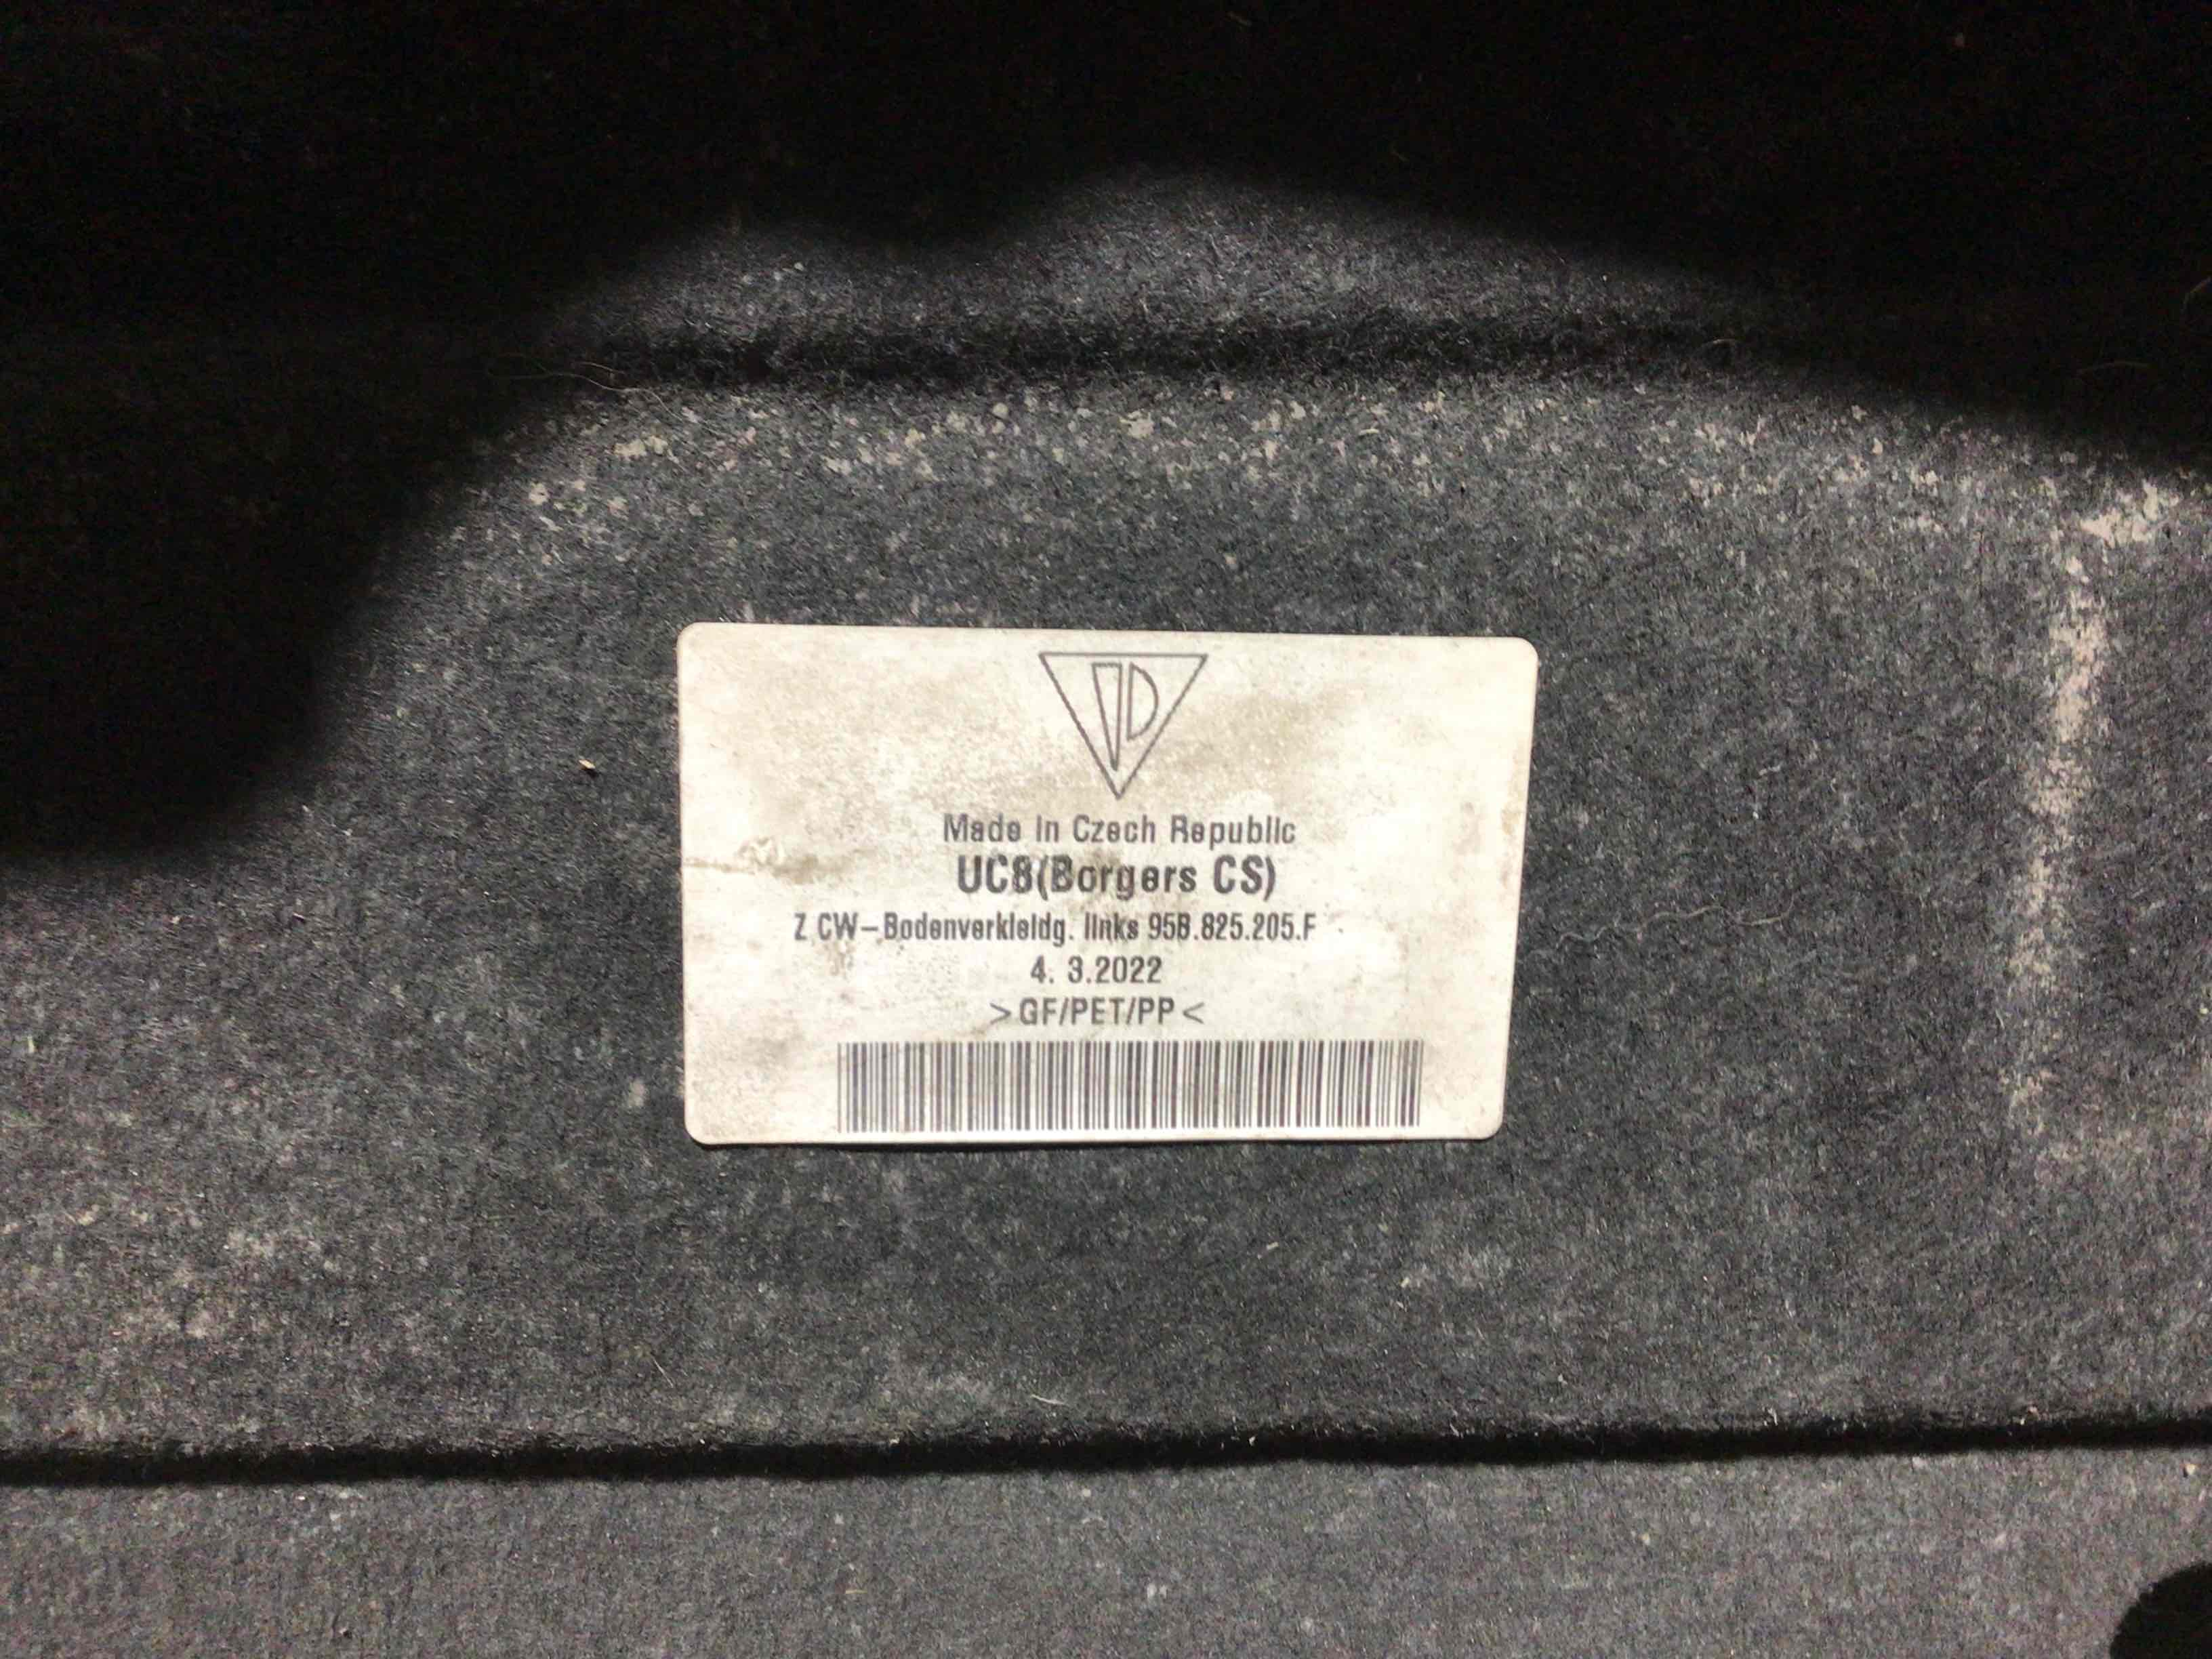 Made in Czech Republic
UC8(Borgers CS)
Z CW-Bodenverkleidg. links 95B.825.205.F
4. 3.2022
>GF/PET/PP<